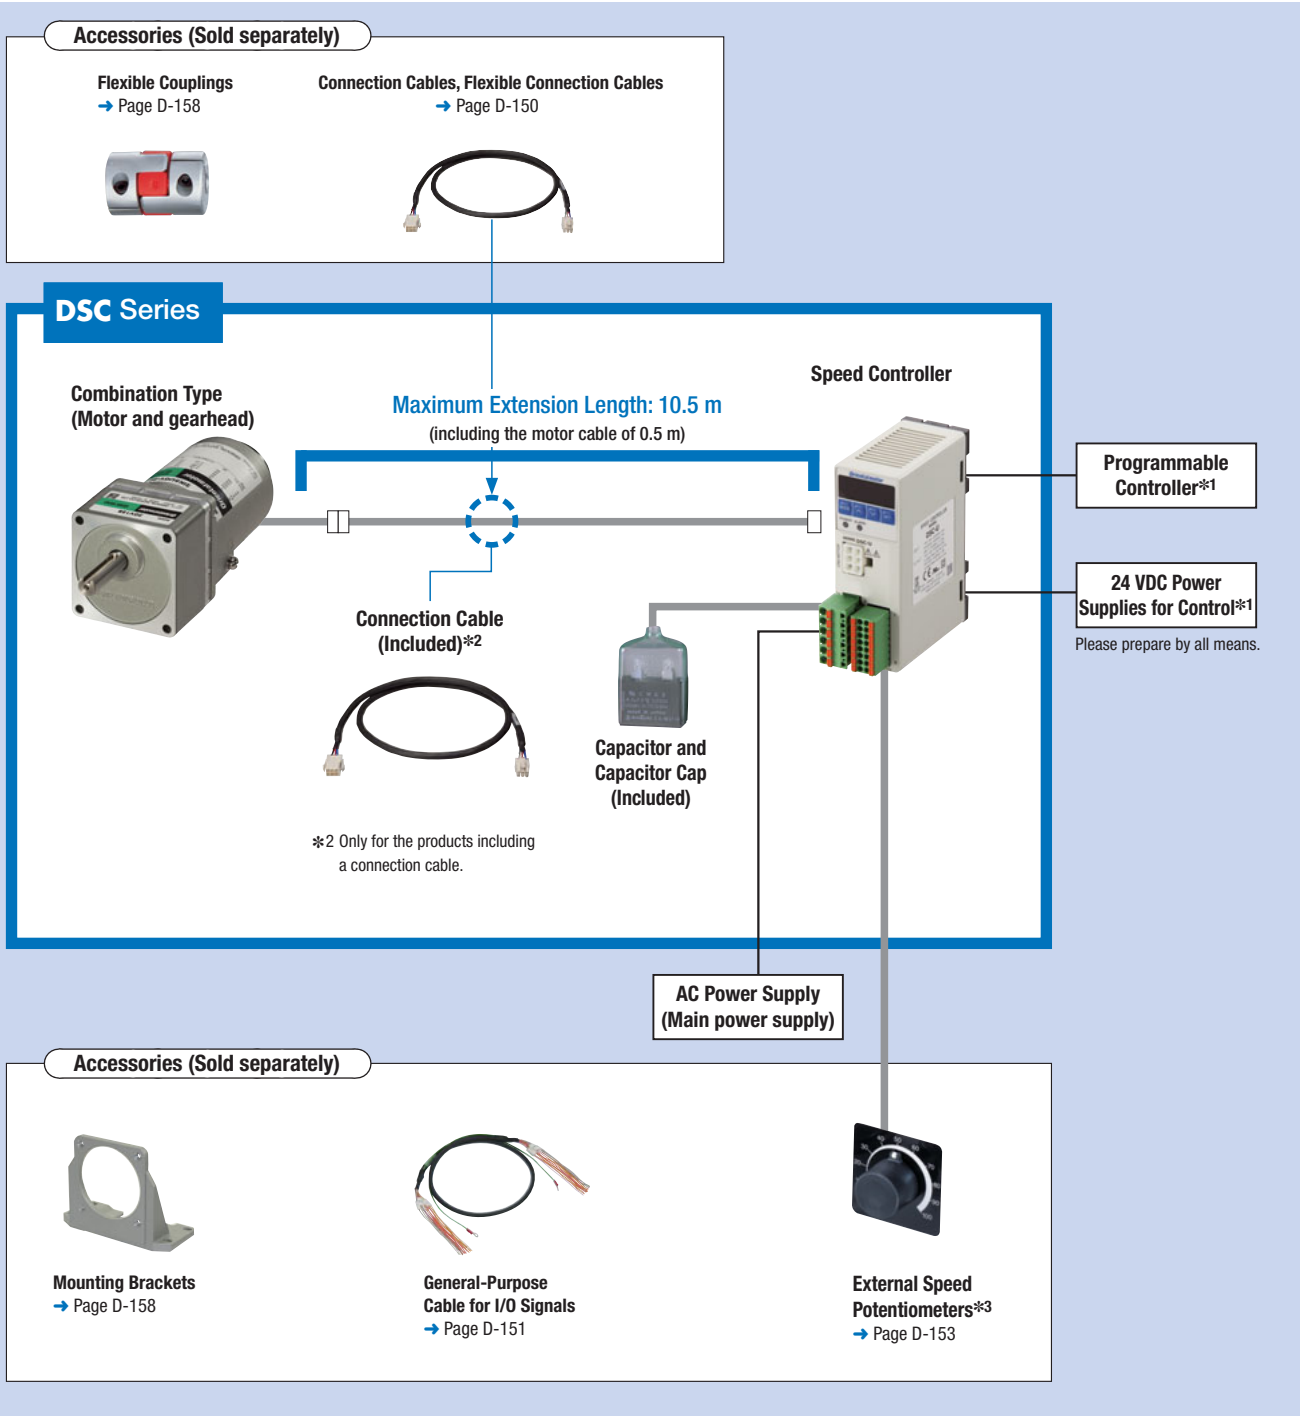 Accessories (Sold separately)
Flexible Couplings
➜ Page D-158
Connection Cables, Flexible Connection Cables
➜ Page D-150
DSC Series
Combination Type
(Motor and gearhead)
Maximum Extension Length: 10.5 m
(including the motor cable of 0.5 m)
Speed Controller
Programmable
Controller✻1
24 VDC Power
Supplies for Control✻1
Please prepare by all means.
Connection Cable
(Included)✻2
Capacitor and
Capacitor Cap
(Included)
✻2 Only for the products including
a connection cable.
AC Power Supply
(Main power supply)
Accessories (Sold separately)
Mounting Brackets
➜ Page D-158
General-Purpose
Cable for I/O Signals
➜ Page D-151
External Speed
Potentiometers✻3
➜ Page D-153